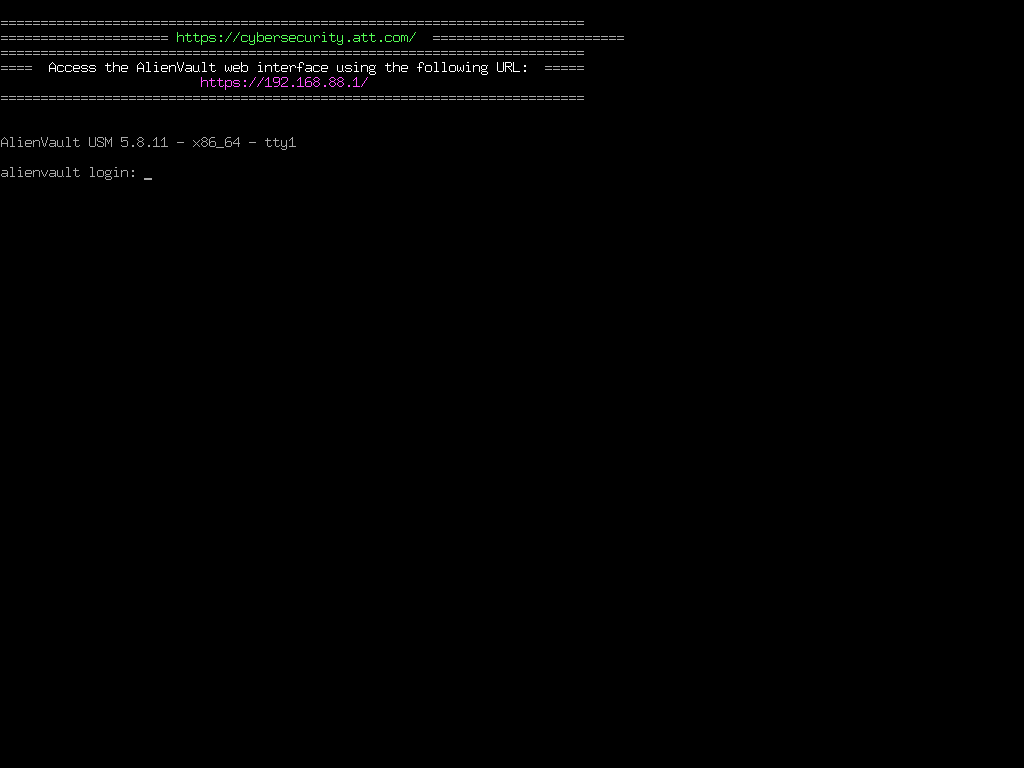 =========================================================================
===================== https://cybersecurity.att.com/  ========================
=========================================================================
====  Access the AlienVault web interface using the following URL:  =====
https://192.168.88.1/
=========================================================================
AlienVault USM 5.8.11 - x86_64 - tty1
alienvault login: _